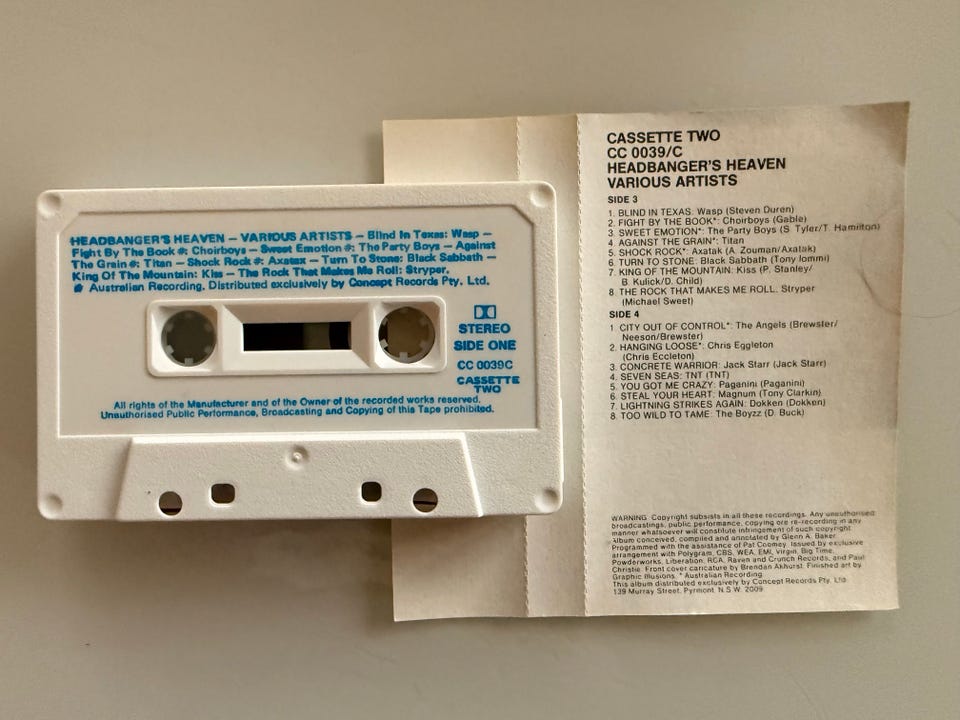 HEADBANGER'S HEAVEN – VARIOUS ARTISTS – Blind In Texas: Wasp –
Fight By The Book #: Choirboys – Sweet Emotion #: The Party Boys – Against
The Grain #: Titan – Shock Rock #: Axatax – Turn To Stone: Black Sabbath –
King Of The Mountain: Kiss – The Rock That Makes Me Roll: Stryper.
# Australian Recording. Distributed exclusively by Concept Records Pty. Ltd.
STEREO
SIDE ONE
CC 0039C
CASSETTE
TWO
All rights of the Manufacturer and of the Owner of the recorded works reserved.
Unauthorised Public Performance, Broadcasting and Copying of this Tape prohibited.
CASSETTE TWO
CC 0039/C
HEADBANGER'S HEAVEN
VARIOUS ARTISTS
SIDE 3
1. BLIND IN TEXAS: Wasp (Steven Duren)
2. FIGHT BY THE BOOK*: Choirboys (Gable)
3. SWEET EMOTION*: The Party Boys (S. Tyler/T. Hamilton)
4. AGAINST THE GRAIN*: Titan
5. SHOCK ROCK*: Axatak (A. Zouman/Axatak)
6. TURN TO STONE: Black Sabbath (Tony Iommi)
7. KING OF THE MOUNTAIN: Kiss (P. Stanley/
B. Kulick/D. Child)
8. THE ROCK THAT MAKES ME ROLL. Stryper
(Michael Sweet)
SIDE 4
1. CITY OUT OF CONTROL*: The Angels (Brewster/
Neeson/Brewster)
2. HANGING LOOSE*: Chris Eggleton
(Chris Eccleton)
3. CONCRETE WARRIOR: Jack Starr (Jack Starr)
4. SEVEN SEAS: TNT (TNT)
5. YOU GOT ME CRAZY: Paganini (Paganini)
6. STEAL YOUR HEART: Magnum (Tony Clarkin)
7. LIGHTNING STRIKES AGAIN: Dokken (Dokken)
8. TOO WILD TO TAME: The Boyzz (D. Buck)
WARNING: Copyright subsists in all these recordings. Any unauthorised
broadcastings, public performance, copying ore re-recording in any
manner whatsoever will constitute infringement of such copyright.
Album conceived, compiled and annotated by Glenn A. Baker.
Programmed with the assistance of Pat Coomey. Issued by exclusive
arrangement with Polygram, CBS, WEA, EMI, Virgin, Big Time,
Powderworks, Liberation, RCA, Raven and Crunch Records, and Paul
Christie. Front cover caricature by Brendan Akhurst. Finished art by
Graphic Illusions. * Australian Recording.
This album distributed exclusively by Concept Records Pty. Ltd.
139 Murray Street, Pyrmont, N.S.W. 2009